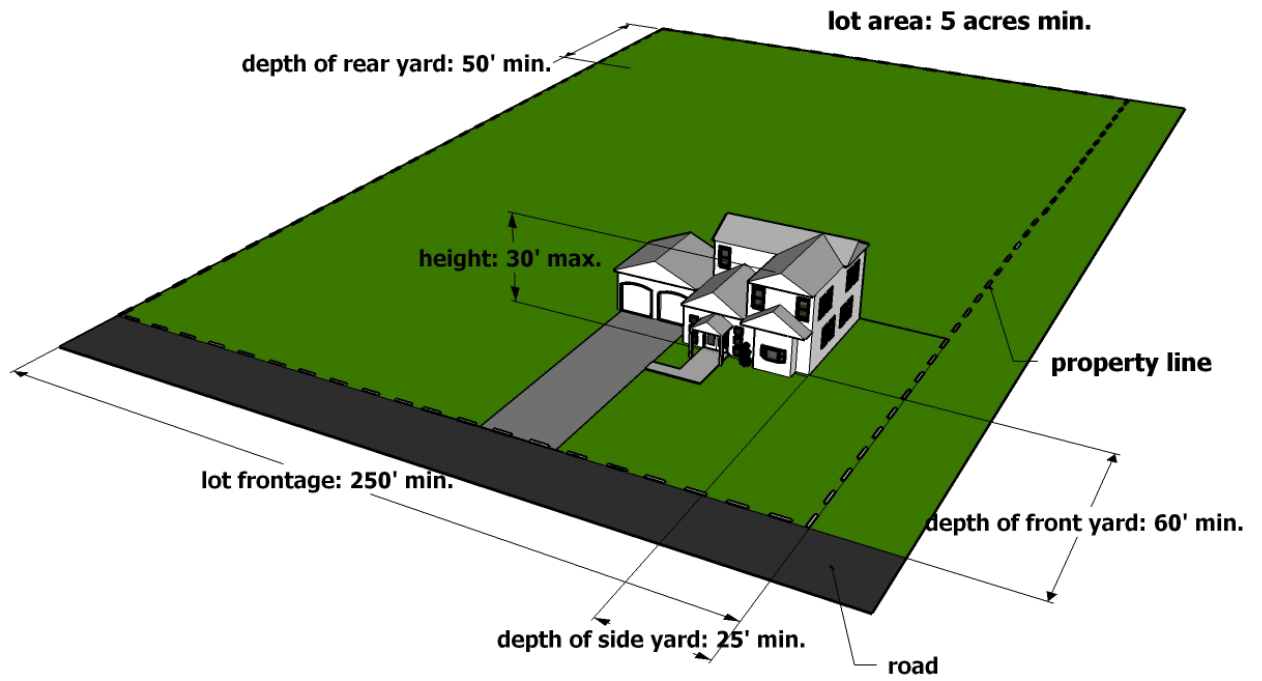 lot area: 5 acres min.
depth of rear yard: 50' min.
height: 30' max.
property line
lot frontage: 250' min.
depth of front yard: 60' min.
depth of side yard: 25' min.
road